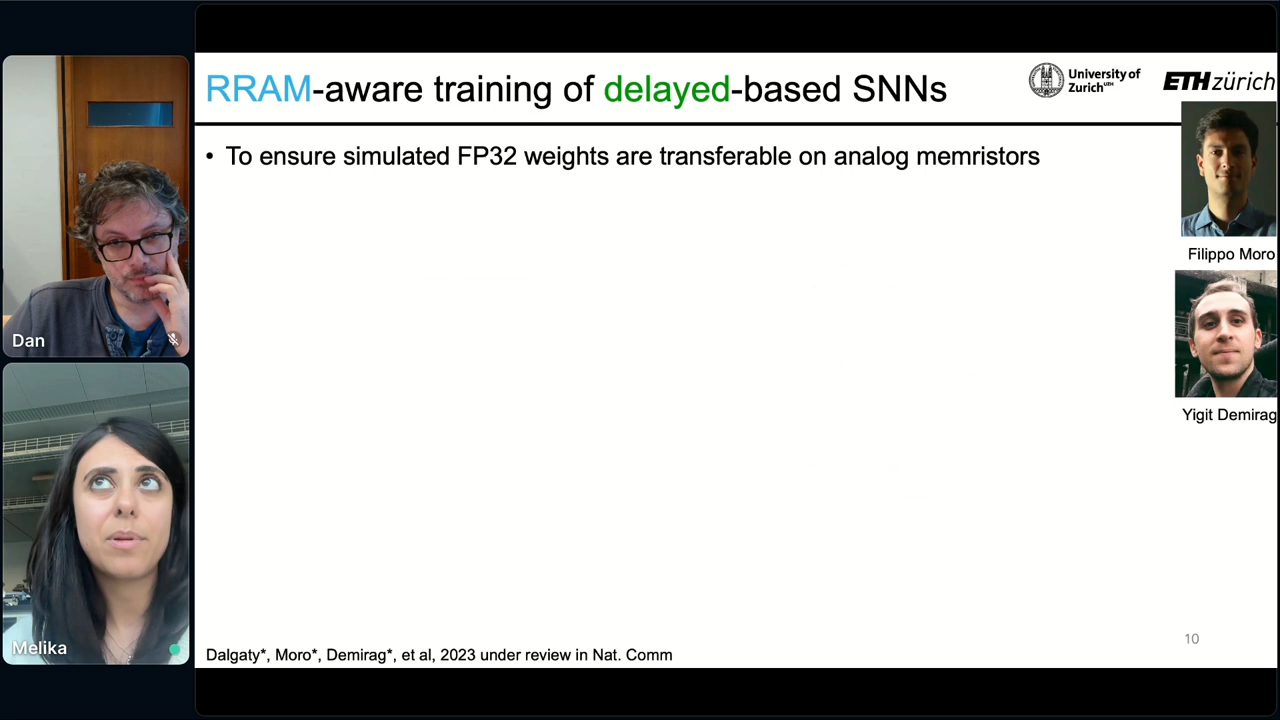 RRAM-aware training of delayed-based SNNs
University of
Zurich UZH
ETH zürich
• To ensure simulated FP32 weights are transferable on analog memristors
Filippo Moro
Yigit Demirag
Dan
Melika
Dalgaty*, Moro*, Demirag*, et al, 2023 under review in Nat. Comm
10